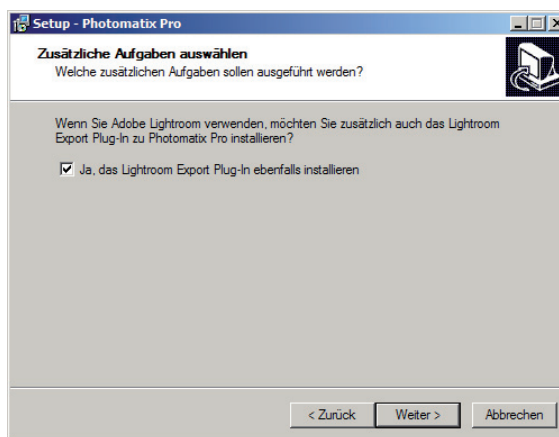 Setup - Photomatix Pro
Zusätzliche Aufgaben auswählen
Welche zusätzlichen Aufgaben sollen ausgeführt werden?
Wenn Sie Adobe Lightroom verwenden, möchten Sie zusätzlich auch das Lightroom
Export Plug-In zu Photomatix Pro installieren?
Ja, das Lightroom Export Plug-In ebenfalls installieren
< Zurück
Weiter >
Abbrechen